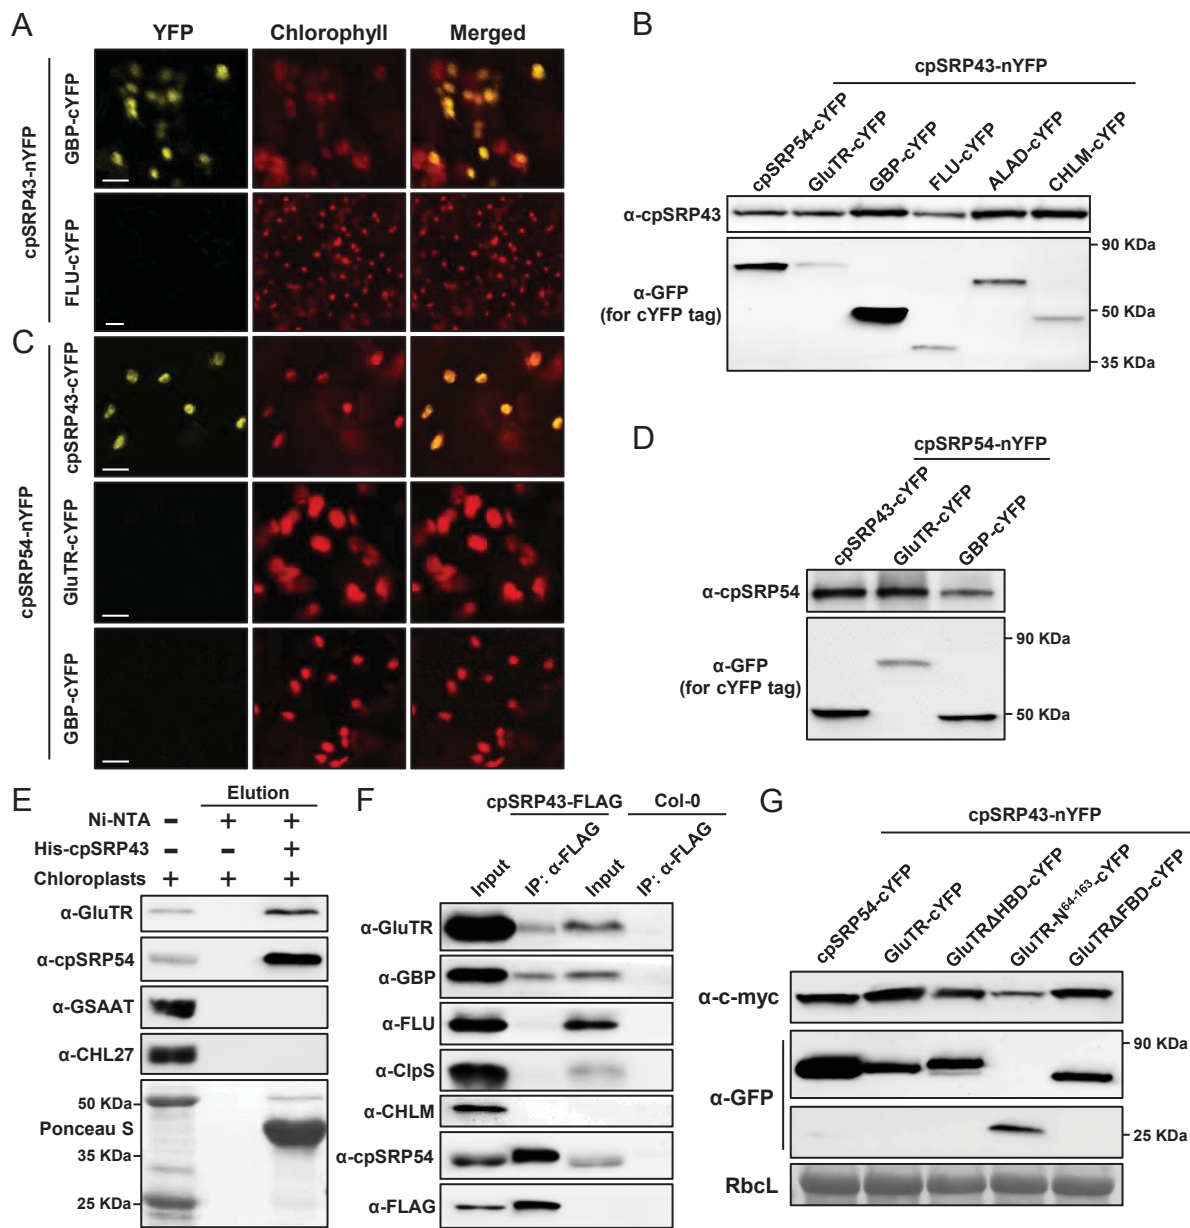 A
YFP
Chlorophyll
Merged
cpSRP43-nYFP
GBP-cYFP
FLU-cYFP
B
cpSRP43-nYFP
cpSRP54-cYFP
GluTR-cYFP
GBP-cYFP
FLU-cYFP
ALAD-cYFP
CHLM-cYFP
α-cpSRP43
α-GFP
(for cYFP tag)
90 KDa
50 KDa
35 KDa
C
cpSRP54-nYFP
cpSRP43-cYFP
GluTR-cYFP
GBP-cYFP
D
cpSRP54-nYFP
cpSRP43-cYFP
GluTR-cYFP
GBP-cYFP
α-cpSRP54
α-GFP
(for cYFP tag)
90 KDa
50 KDa
E
Elution
Ni-NTA - + +
His-cpSRP43 - - +
Chloroplasts + + +
α-GluTR
α-cpSRP54
α-GSAAT
α-CHL27
50 KDa
Ponceau S
35 KDa
25 KDa
F
cpSRP43-FLAG
Col-0
Input
IP: α-FLAG
Input
IP: α-FLAG
α-GluTR
α-GBP
α-FLU
α-ClpS
α-CHLM
α-cpSRP54
α-FLAG
G
cpSRP43-nYFP
cpSRP54-cYFP
GluTR-cYFP
GluTRΔHBD-cYFP
GluTR-N⁶⁴⁻¹⁶³-cYFP
GluTRΔFBD-cYFP
α-c-myc
90 KDa
α-GFP
25 KDa
RbcL